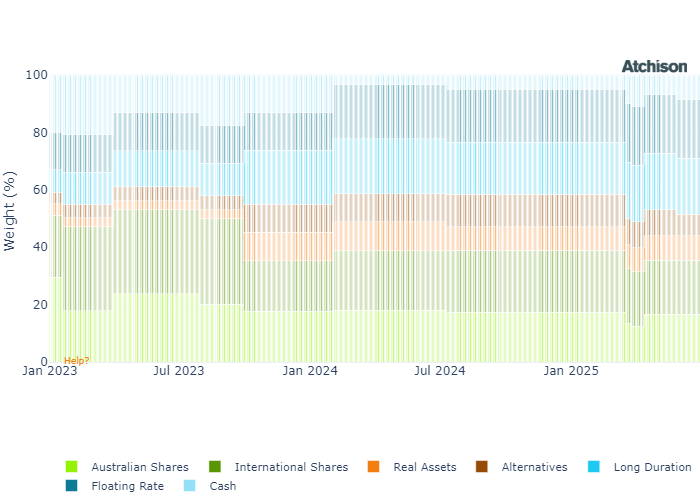 Atchison
100
80
60
40
20
0
Weight (%)
Help?
Jan 2023 Jul 2023 Jan 2024 Jul 2024 Jan 2025
Australian Shares International Shares Real Assets Alternatives Long Duration
Floating Rate Cash